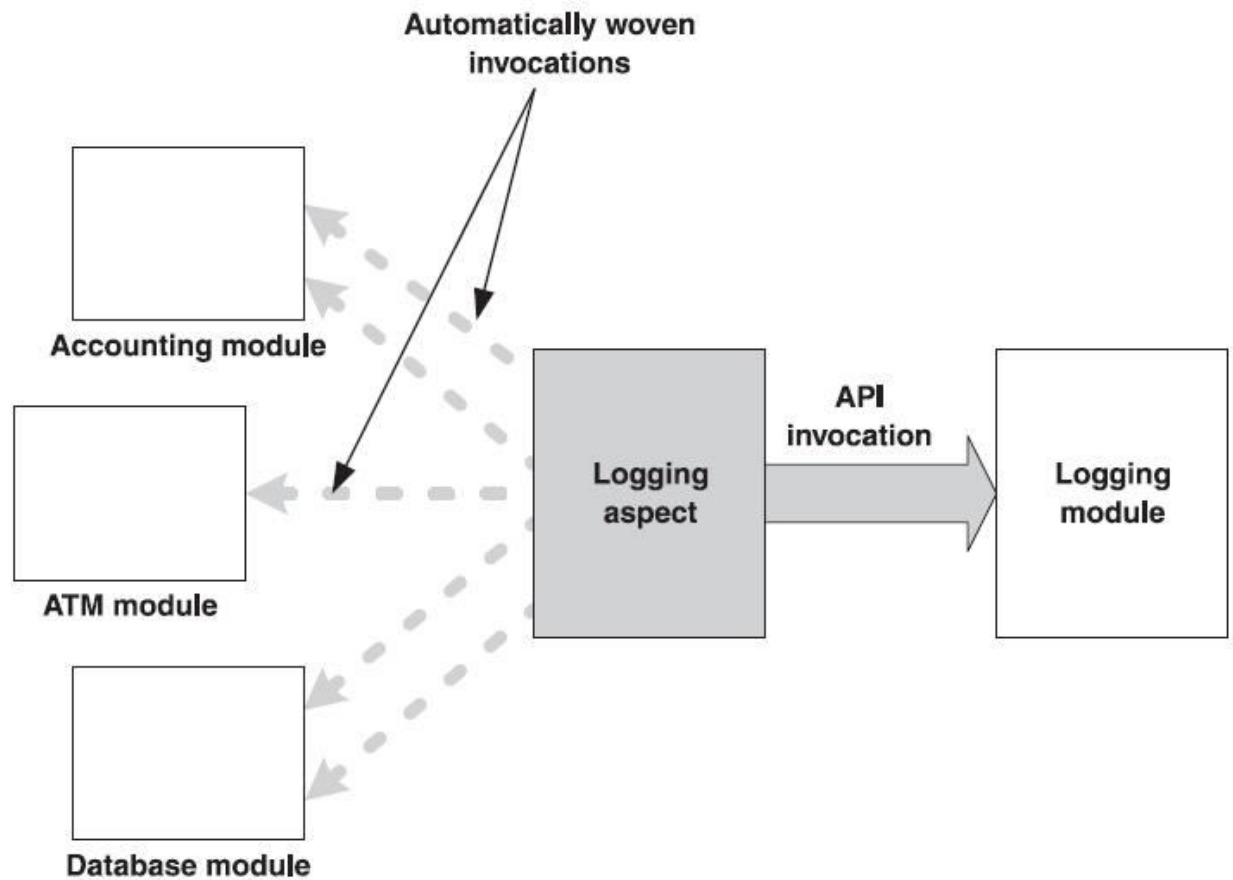 Automatically woven
invocations
Accounting module
API
invocation
Logging
aspect
Logging
module
ATM module
Database module